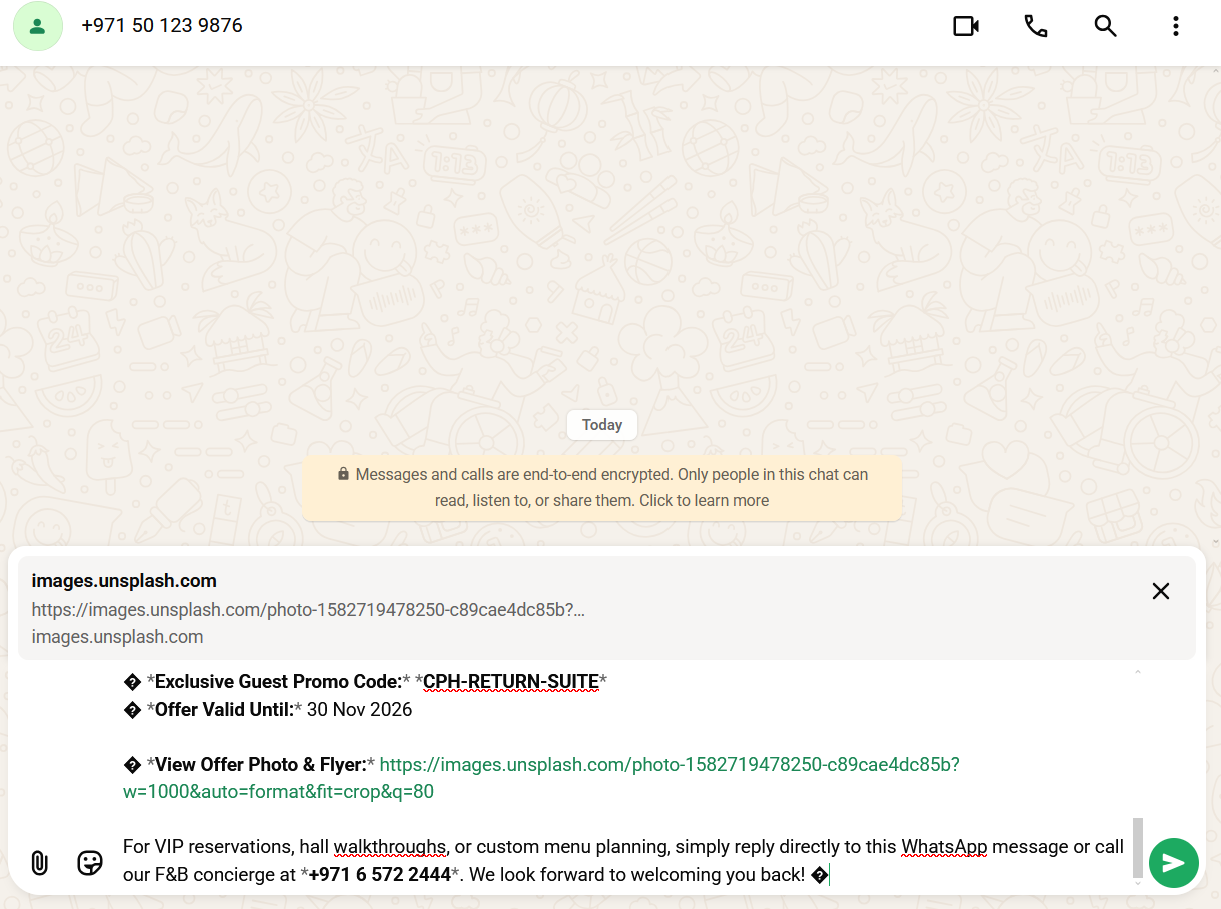 +971 50 123 9876
Today
Messages and calls are end-to-end encrypted. Only people in this chat can
read, listen to, or share them. Click to learn more
images.unsplash.com
https://images.unsplash.com/photo-1582719478250-c89cae4dc85b?...
images.unsplash.com
� *Exclusive Guest Promo Code:* *CPH-RETURN-SUITE*
� *Offer Valid Until:* 30 Nov 2026
� *View Offer Photo & Flyer:* https://images.unsplash.com/photo-1582719478250-c89cae4dc85b?
w=1000&auto=format&fit=crop&q=80
For VIP reservations, hall walkthroughs, or custom menu planning, simply reply directly to this WhatsApp message or call
our F&B concierge at *+971 6 572 2444*. We look forward to welcoming you back! �